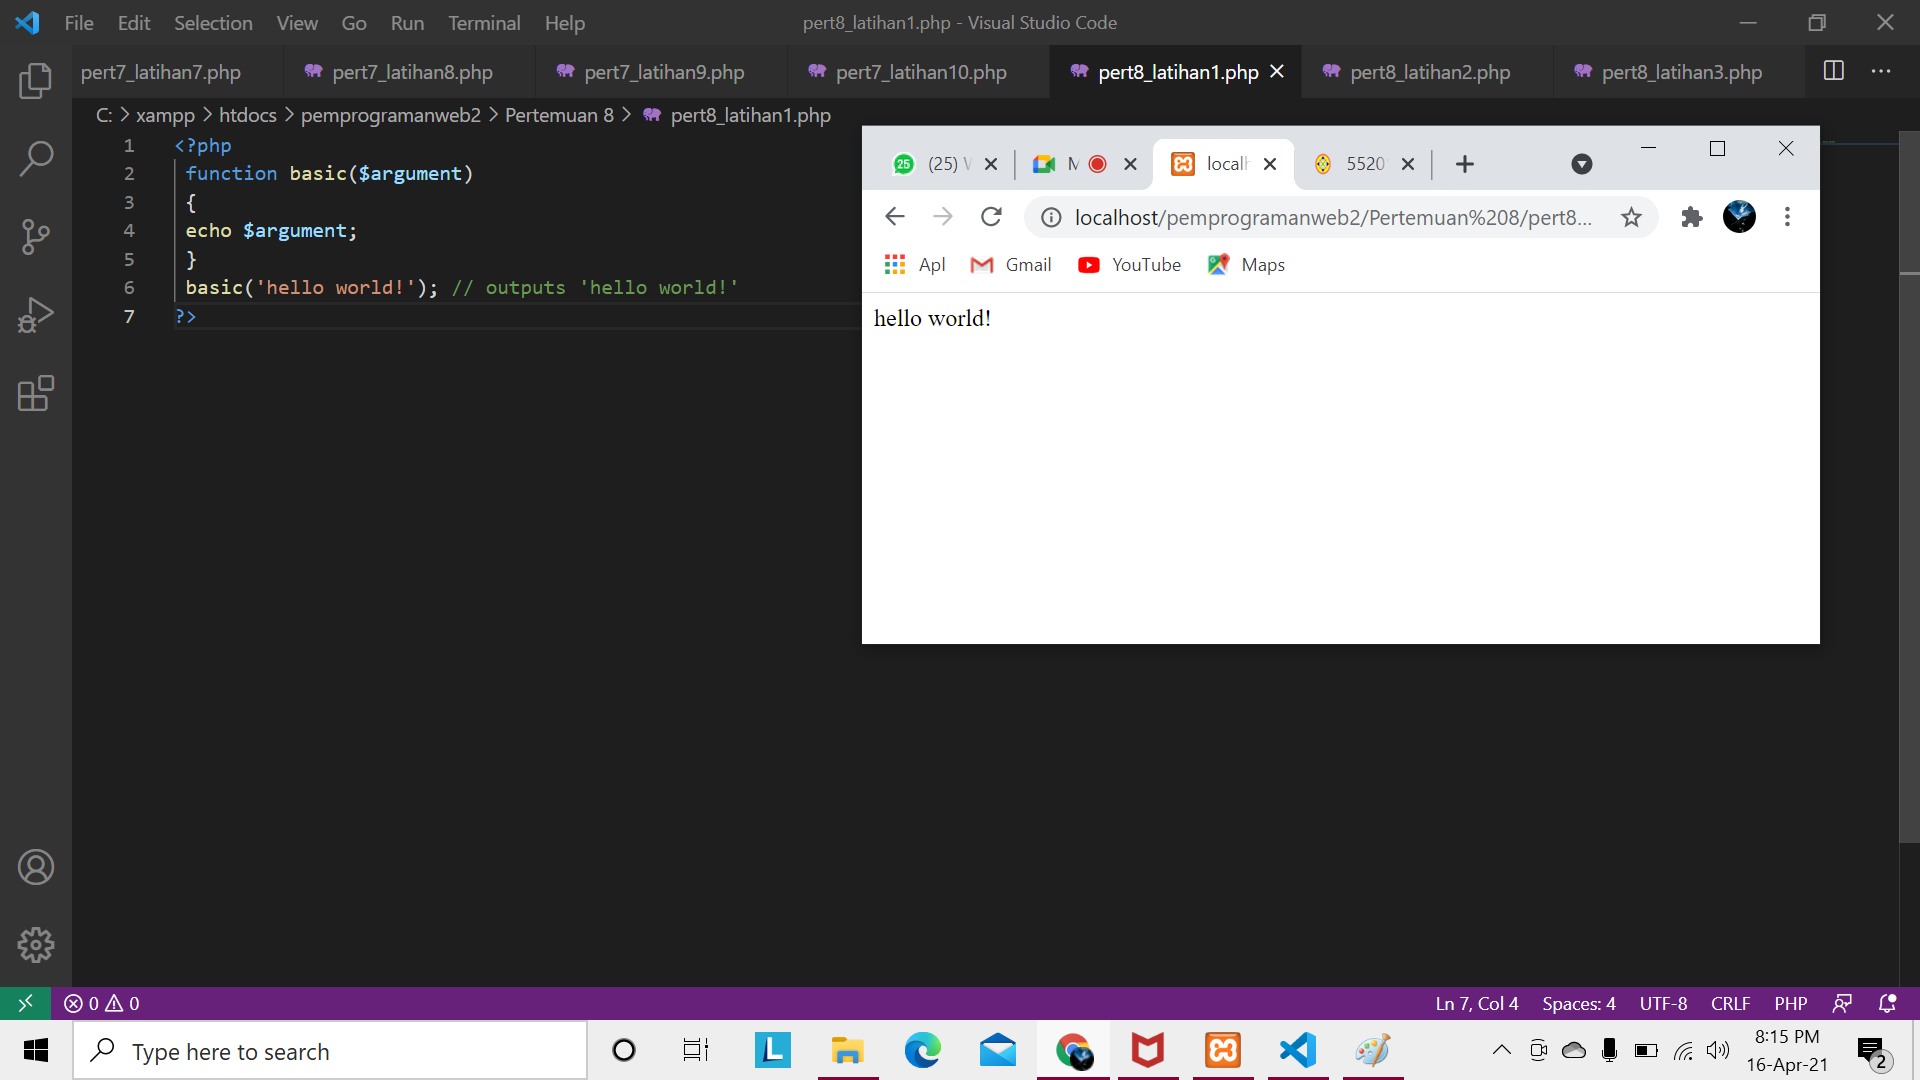 File Edit Selection View Go Run Terminal Help
pert8_latihan1.php - Visual Studio Code
pert7_latihan7.php
pert7_latihan8.php
pert7_latihan9.php
pert7_latihan10.php
pert8_latihan1.php
pert8_latihan2.php
pert8_latihan3.php
C: > xampp > htdocs > pemprogramanweb2 > Pertemuan 8 > pert8_latihan1.php
1 <?php
2 function basic($argument)
3 {
4 echo $argument;
5 }
6 basic('hello world!'); // outputs 'hello world!'
7 ?>
25 (25)
M
local
5520
localhost/pemprogramanweb2/Pertemuan%208/pert8...
Apl Gmail YouTube Maps
hello world!
0 0
Ln 7, Col 4 Spaces: 4 UTF-8 CRLF PHP
Type here to search
L
8:15 PM
16-Apr-21
2